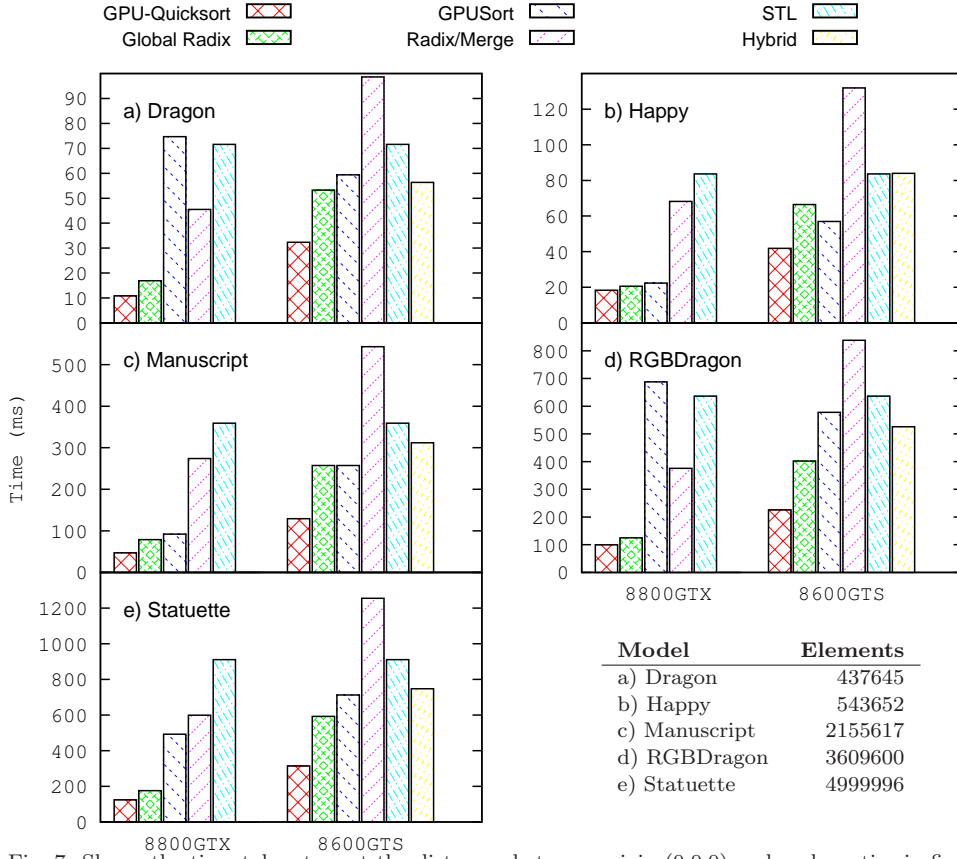 GPU-Quicksort
Global Radix
GPUSort
Radix/Merge
STL
Hybrid
Time (ms)
a) Dragon
90
80
70
60
50
40
30
20
10
0
b) Happy
120
100
80
60
40
20
0
c) Manuscript
500
400
300
200
100
0
d) RGBDragon
800
700
600
500
400
300
200
100
0
8800GTX 8600GTS
e) Statuette
1200
1000
800
600
400
200
0
8800GTX 8600GTS
Model Elements
a) Dragon 437645
b) Happy 543652
c) Manuscript 2155617
d) RGBDragon 3609600
e) Statuette 4999996